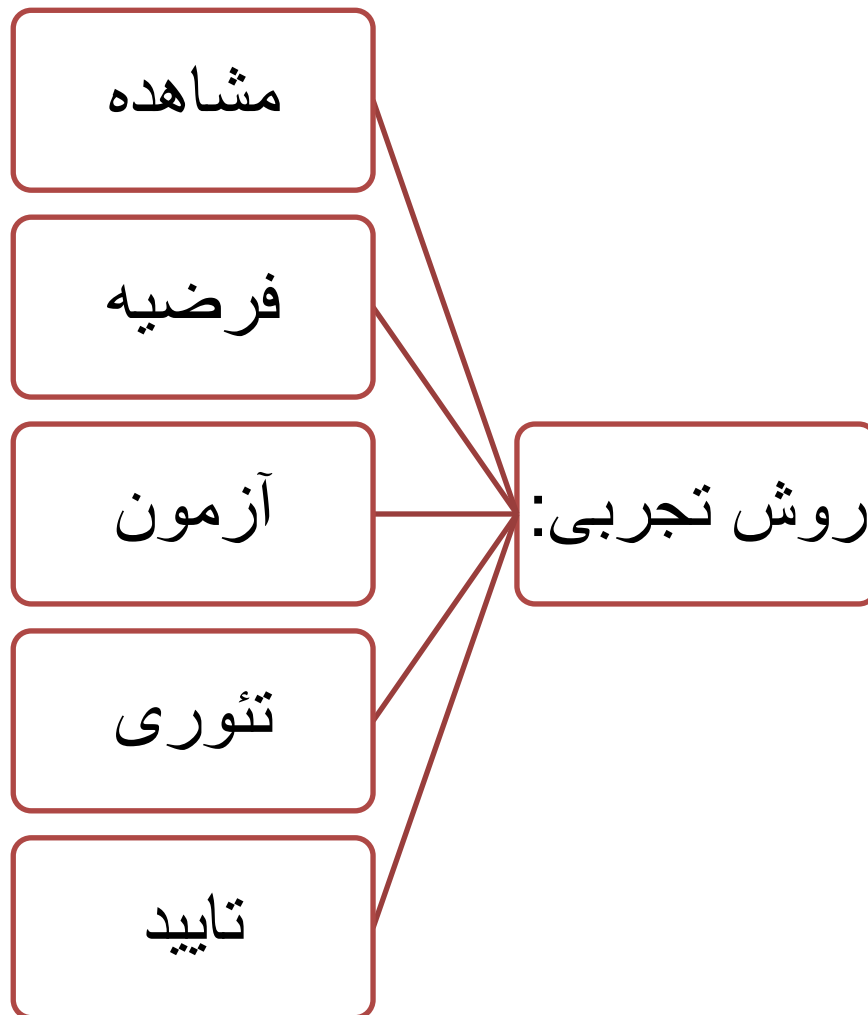 روش تجربی:
مشاهده
فرضیه
آزمون
تئوری
تایید